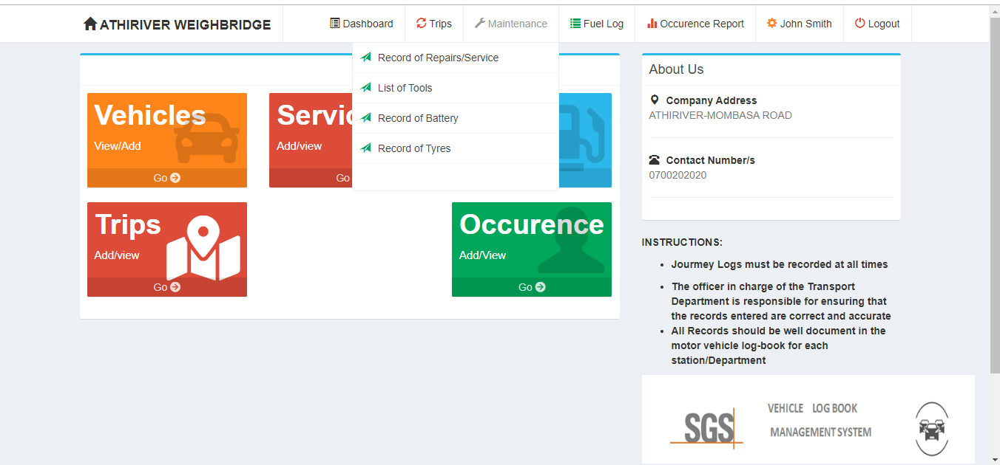 ATHIRIVER WEIGHBRIDGE
Dashboard
Trips
Maintenance
Fuel Log
Occurence Report
John Smith
Logout
Record of Repairs/Service
List of Tools
Record of Battery
Record of Tyres
Vehicles
View/Add
Go
Add/view
Go
Trips
Add/view
Go
Occurence
Add/View
Go
About Us
Company Address
ATHIRIVER-MOMBASA ROAD
Contact Number/s
0700202020
INSTRUCTIONS:
Jourmey Logs must be recorded at all times
The officer in charge of the Transport
Department is responsible for ensuring that
the records entered are correct and accurate
All Records should be well document in the
motor vehicle log-book for each
station/Department
SGS
VEHICLE LOG BOOK
MANAGEMENT SYSTEM